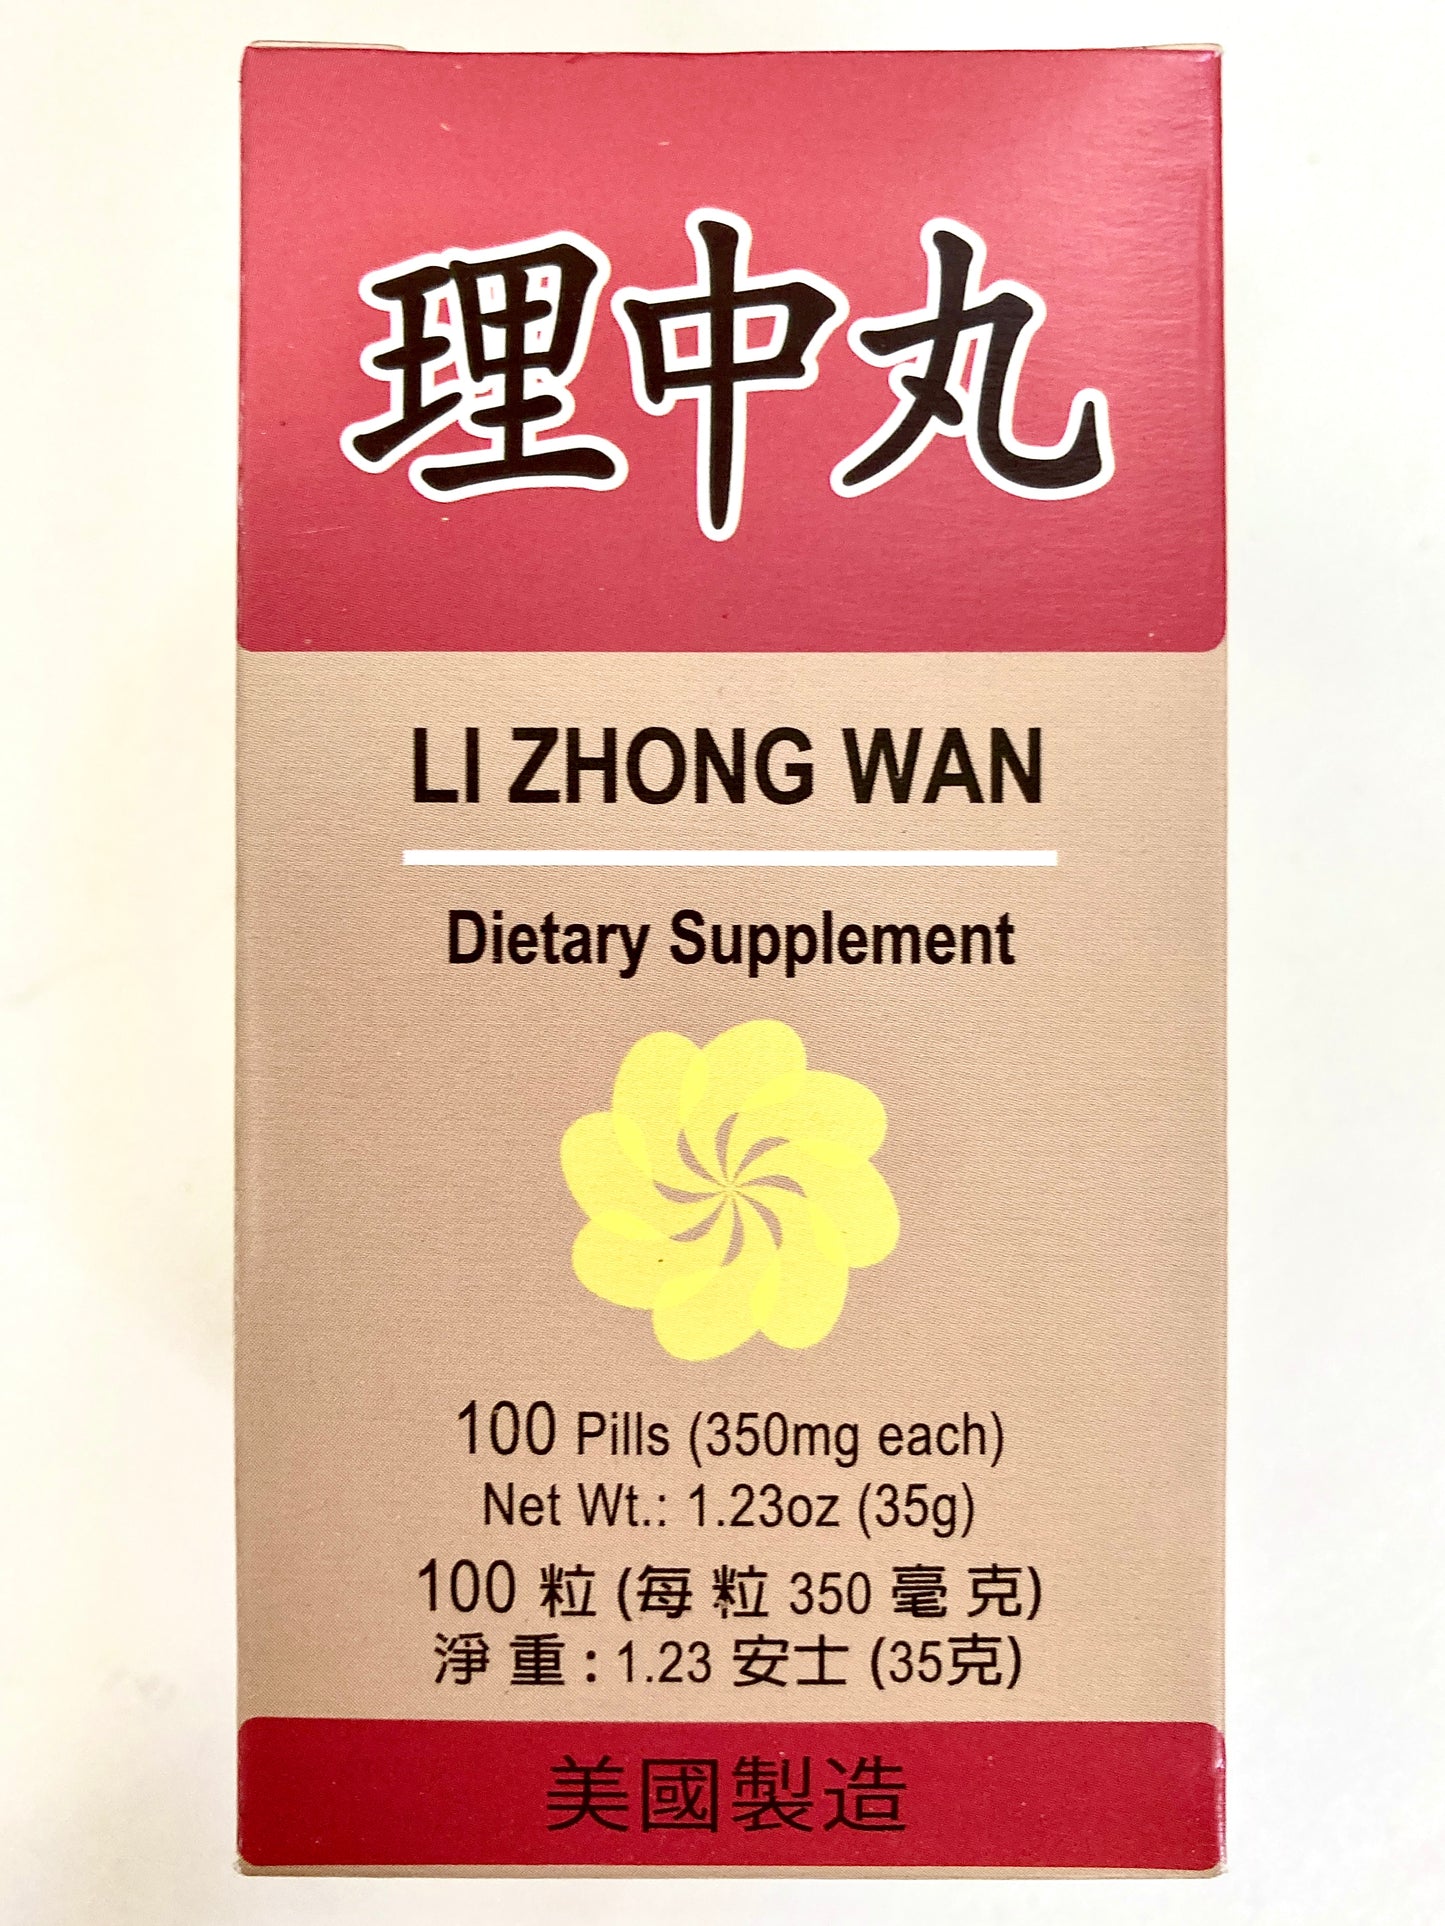 理中丸
LI ZHONG WAN
Dietary Supplement
100 Pills (350mg each)
Net Wt.: 1.23oz (35g)
100 粒 (每 粒 350 毫 克)
淨 重 : 1.23 安士 (35克)
美國製造